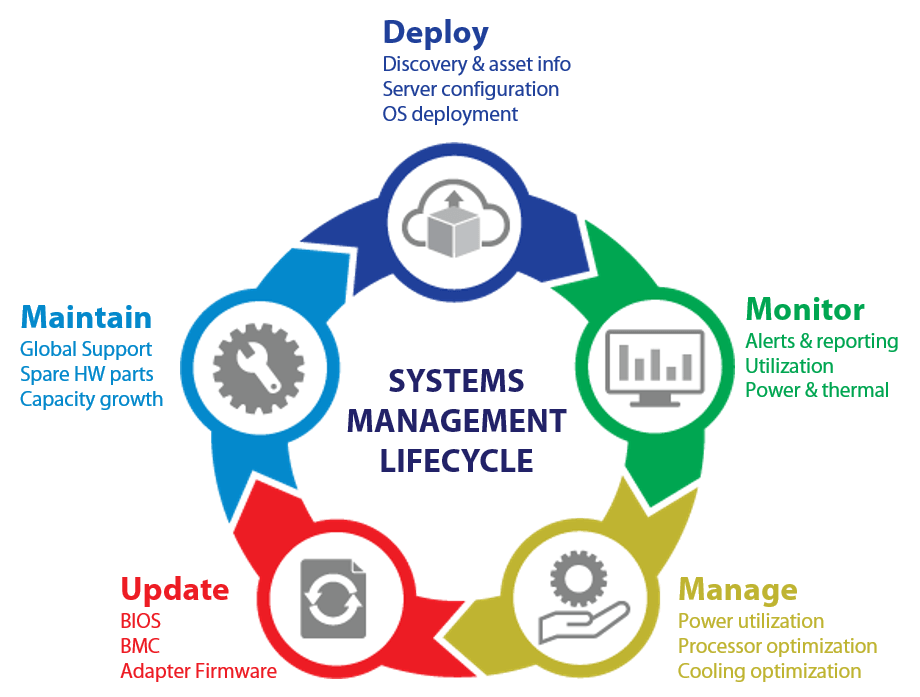 Deploy
Discovery & asset info
Server configuration
OS deployment
Monitor
Alerts & reporting
Utilization
Power & thermal
Manage
Power utilization
Processor optimization
Cooling optimization
Update
BIOS
BMC
Adapter Firmware
Maintain
Global Support
Spare HW parts
Capacity growth
SYSTEMS
MANAGEMENT
LIFECYCLE